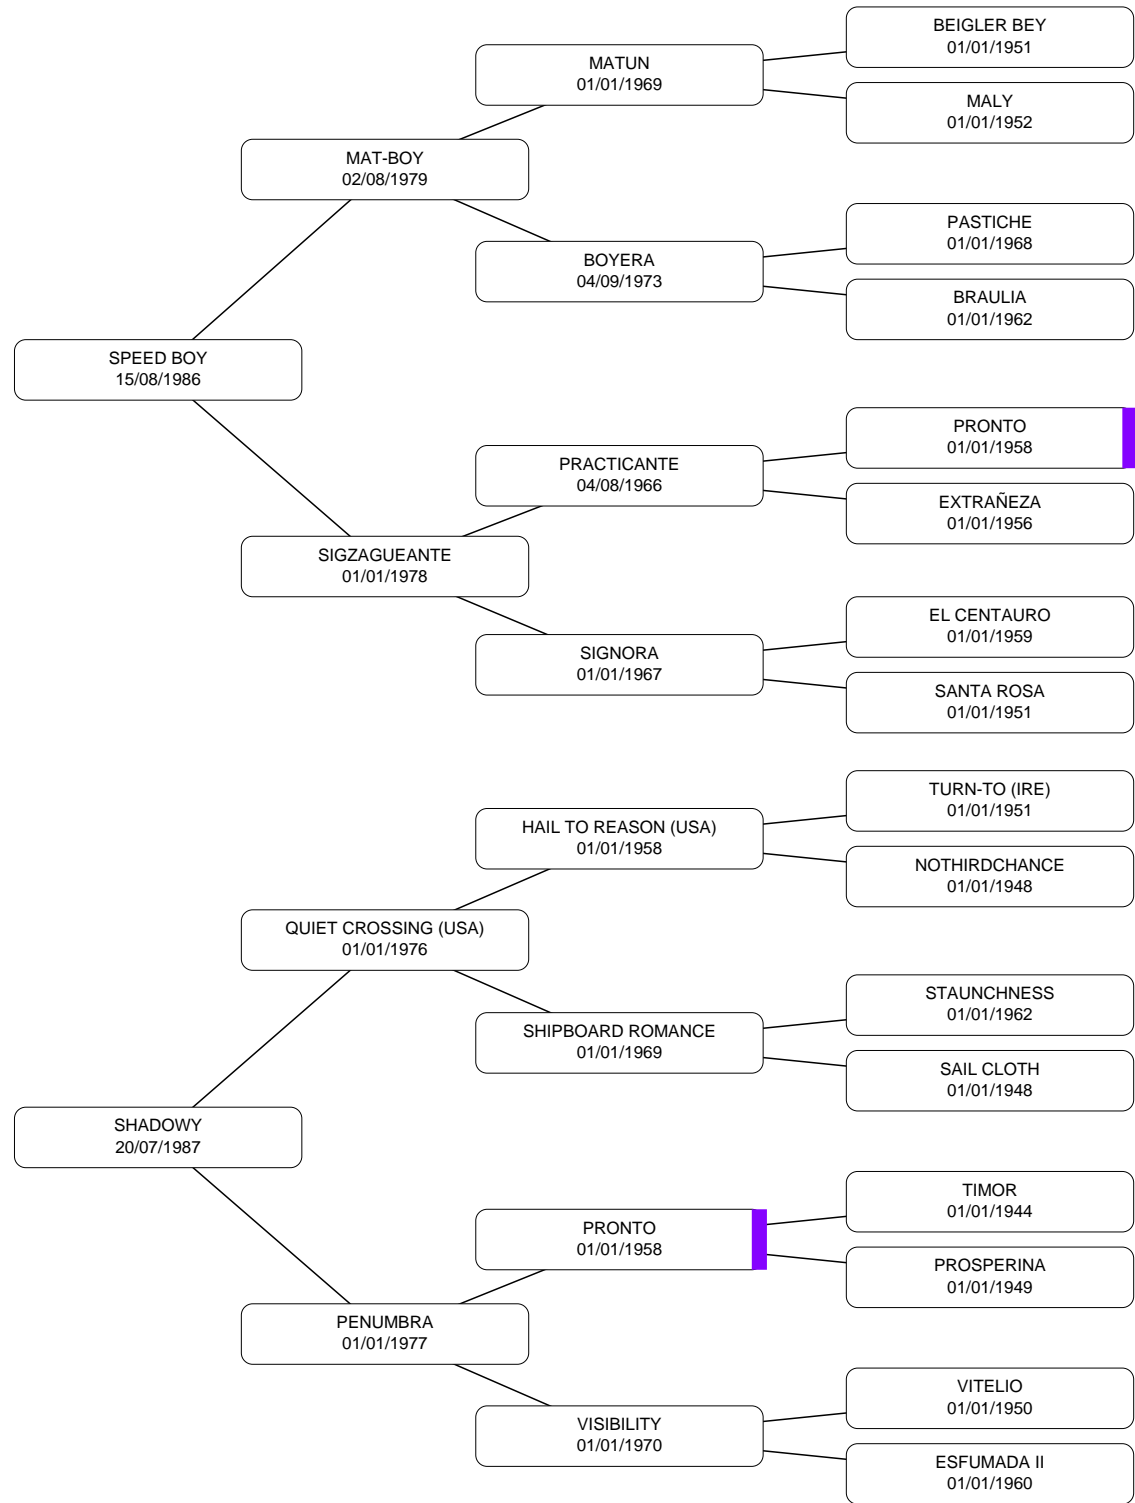 BEIGLER BEY
01/01/1951
MATUN
01/01/1969
MALY
01/01/1952
MAT-BOY
02/08/1979
PASTICHE
01/01/1968
BOYERA
04/09/1973
BRAULIA
01/01/1962
SPEED BOY
15/08/1986
PRONTO
01/01/1958
PRACTICANTE
04/08/1966
EXTRAÑEZA
01/01/1956
SIGZAGUEANTE
01/01/1978
EL CENTAURO
01/01/1959
SIGNORA
01/01/1967
SANTA ROSA
01/01/1951
TURN-TO (IRE)
01/01/1951
HAIL TO REASON (USA)
01/01/1958
NOTHIRDCHANCE
01/01/1948
QUIET CROSSING (USA)
01/01/1976
STAUNCHNESS
01/01/1962
SHIPBOARD ROMANCE
01/01/1969
SAIL CLOTH
01/01/1948
SHADOWY
20/07/1987
TIMOR
01/01/1944
PRONTO
01/01/1958
PROSPERINA
01/01/1949
PENUMBRA
01/01/1977
VITELIO
01/01/1950
VISIBILITY
01/01/1970
ESFUMADA II
01/01/1960